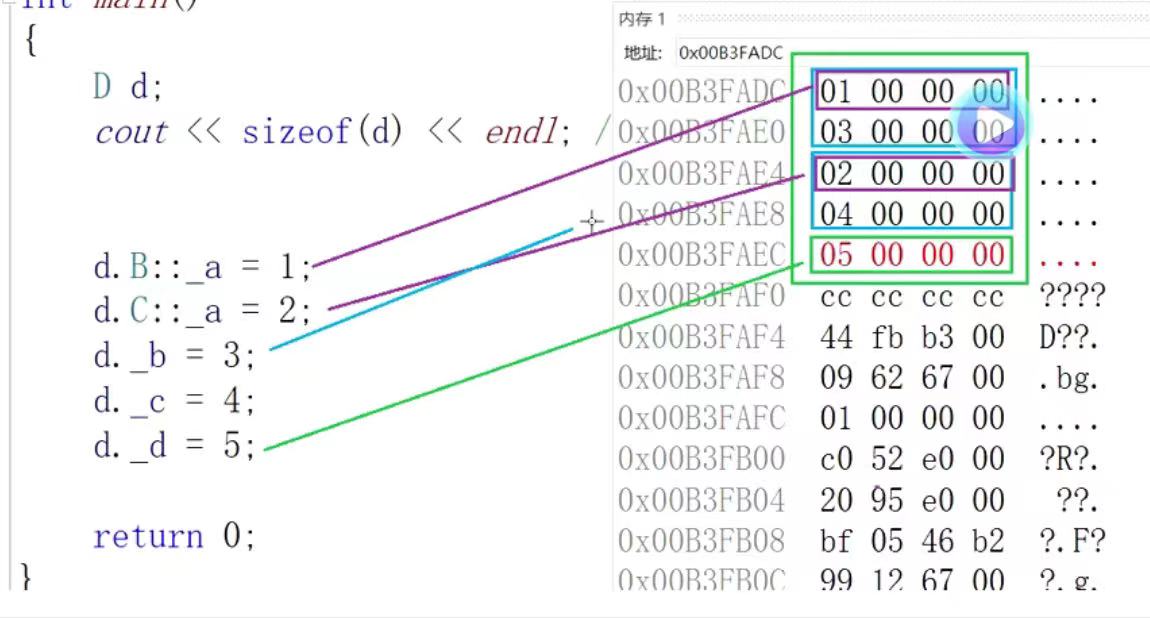 int main()
{
D d;
cout << sizeof(d) << endl; /
d.B::_a = 1;
d.C::_a = 2;
d._b = 3;
d._c = 4;
d._d = 5;
return 0;
}
内存 1
地址: 0x00B3FADC
0x00B3FADC 01 00 00 00 ....
0x00B3FAE0 03 00 00 00 ....
0x00B3FAE4 02 00 00 00 ....
0x00B3FAE8 04 00 00 00 ....
0x00B3FAEC 05 00 00 00 ....
0x00B3FAF0 cc cc cc cc ????
0x00B3FAF4 44 fb b3 00 D??.
0x00B3FAF8 09 62 67 00 .bg.
0x00B3FAFC 01 00 00 00 ....
0x00B3FB00 c0 52 e0 00 ?R?.
0x00B3FB04 20 95 e0 00 ??.
0x00B3FB08 bf 05 46 b2 ?.F?
0x00B3FB0C 99 12 67 00 ?.g.